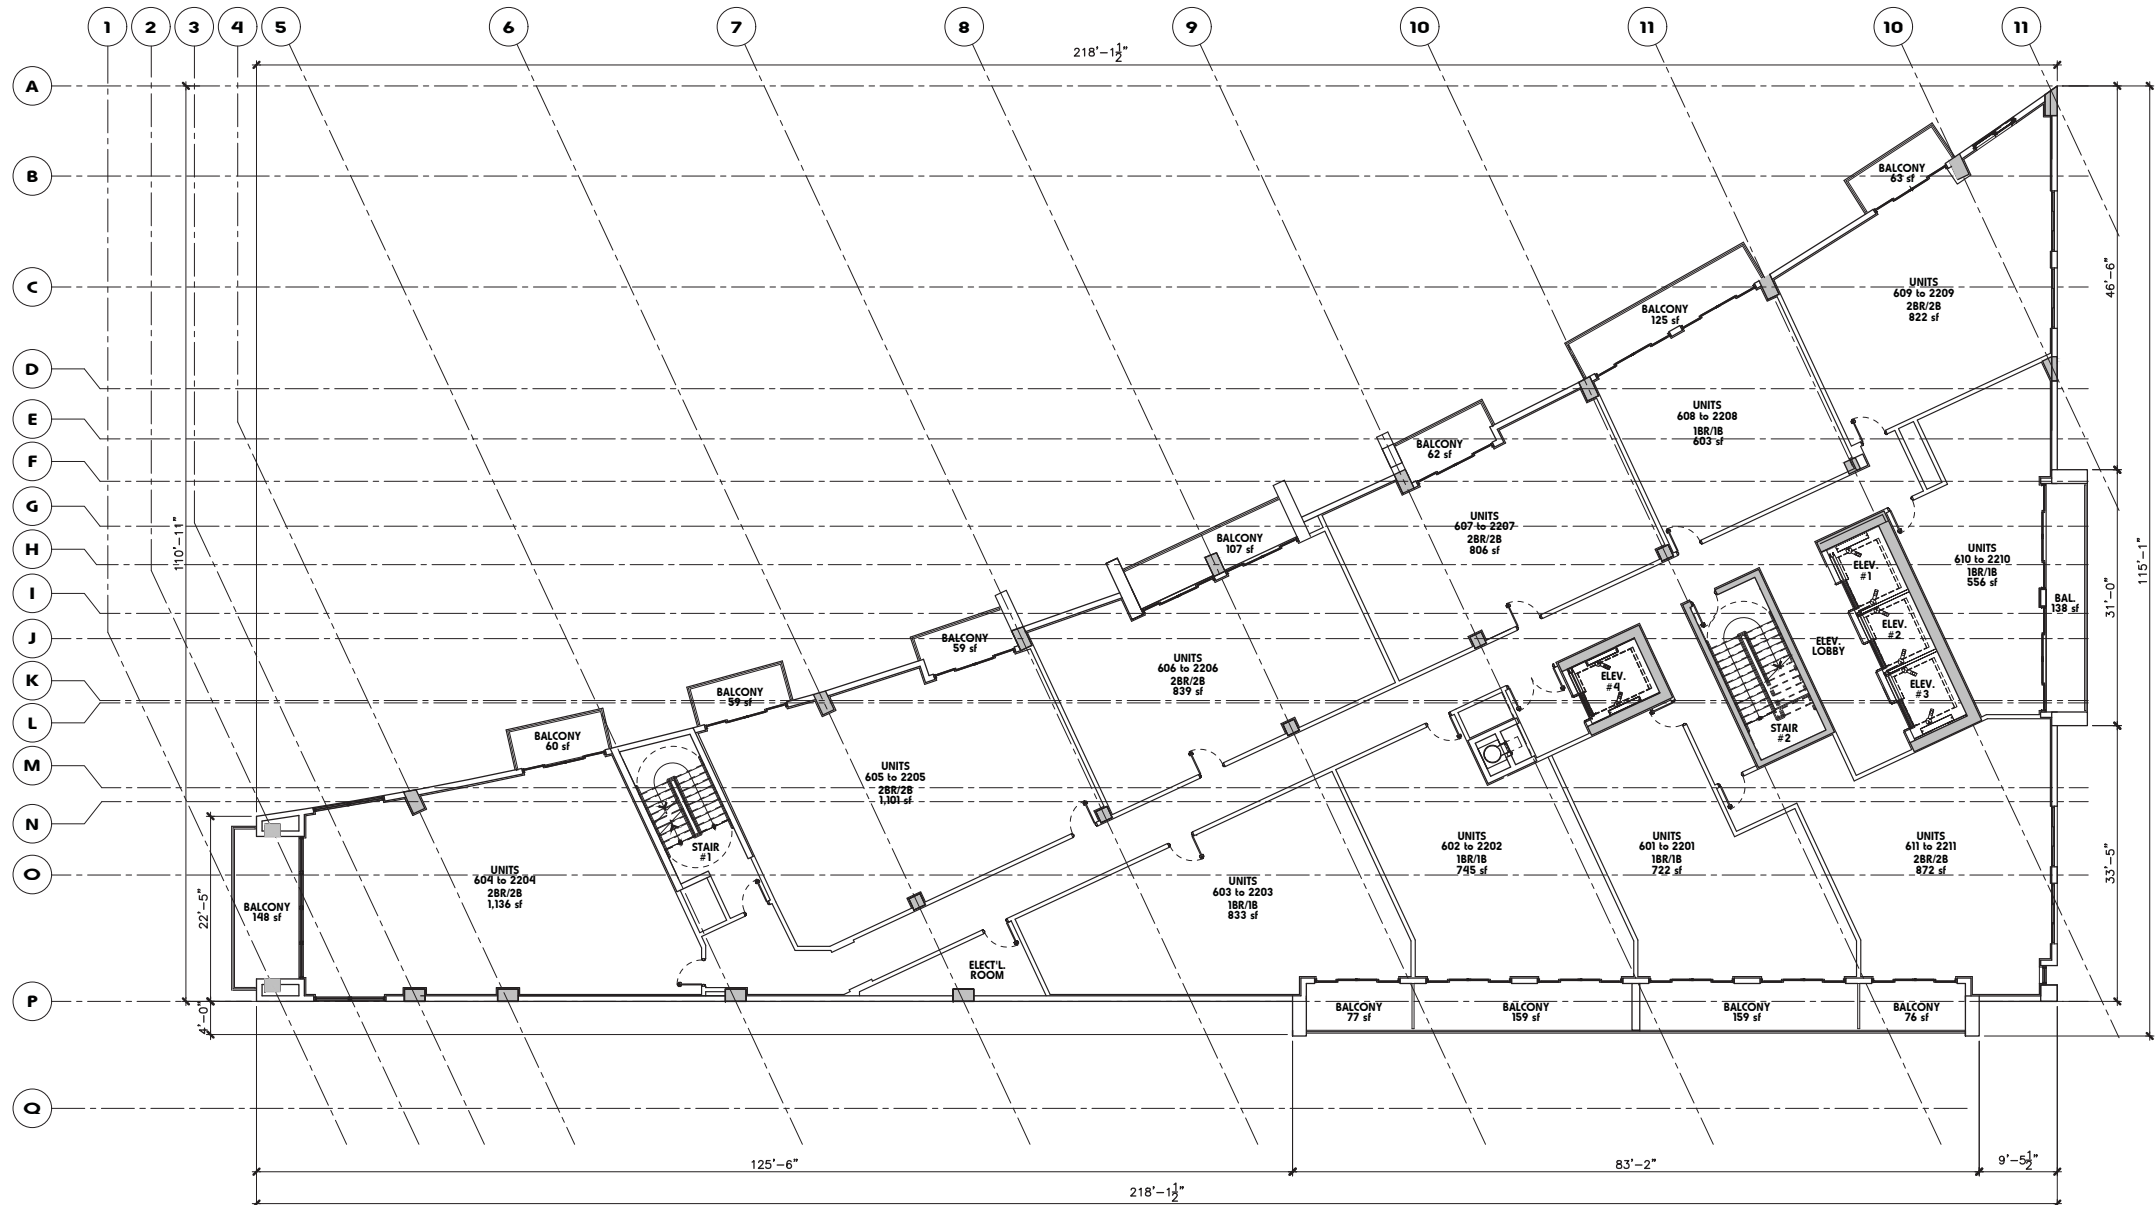 1 2 3 4 5 6 7 8 9 10 11 10 11
218'-1½"
A
B
C
D
E
F
G
H
I
J
K
L
M
N
O
P
Q
BALCONY
63 sf
46'-6"
UNITS
609 to 2209
2BR/2B
822 sf
BALCONY
125 sf
UNITS
608 to 2208
1BR/1B
603 sf
BALCONY
62 sf
110'-11"
UNITS
607 to 2207
2BR/2B
806 sf
BALCONY
107 sf
UNITS
610 to 2210
1BR/1B
556 sf
ELEV.
#1
ELEV.
#2
ELEV.
#3
ELEV.
LOBBY
BAL.
138 sf
31'-0"
115'-1"
BALCONY
59 sf
UNITS
606 to 2206
2BR/2B
839 sf
ELEV.
#4
STAIR
#2
BALCONY
59 sf
BALCONY
60 sf
UNITS
605 to 2205
2BR/2B
1,101 sf
STAIR
#1
UNITS
602 to 2202
1BR/1B
745 sf
UNITS
601 to 2201
1BR/1B
722 sf
UNITS
611 to 2211
2BR/2B
872 sf
33'-5"
UNITS
604 to 2204
2BR/2B
1,136 sf
UNITS
603 to 2203
1BR/1B
833 sf
22'-5"
BALCONY
148 sf
ELECT'L.
ROOM
4'-0"
BALCONY
77 sf
BALCONY
159 sf
BALCONY
159 sf
BALCONY
76 sf
125'-6"
83'-2"
9'-5½"
218'-1½"